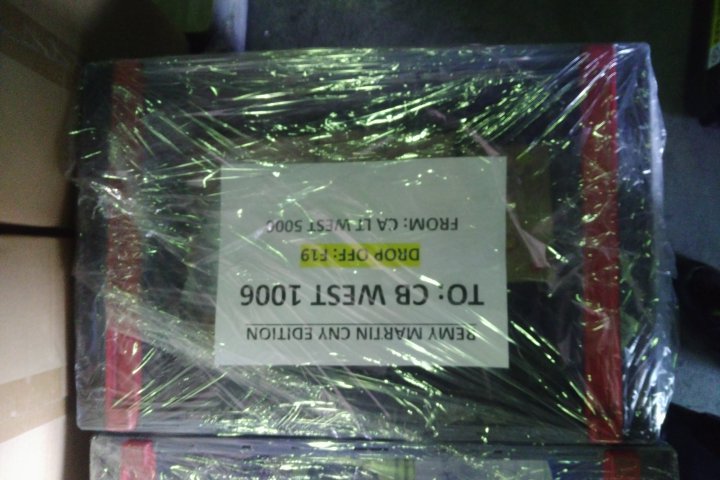 REMY MARTIN CNY EDITION
TO: CB WEST 1006
DROP OFF: F19
FROM: CA LT WEST 5000